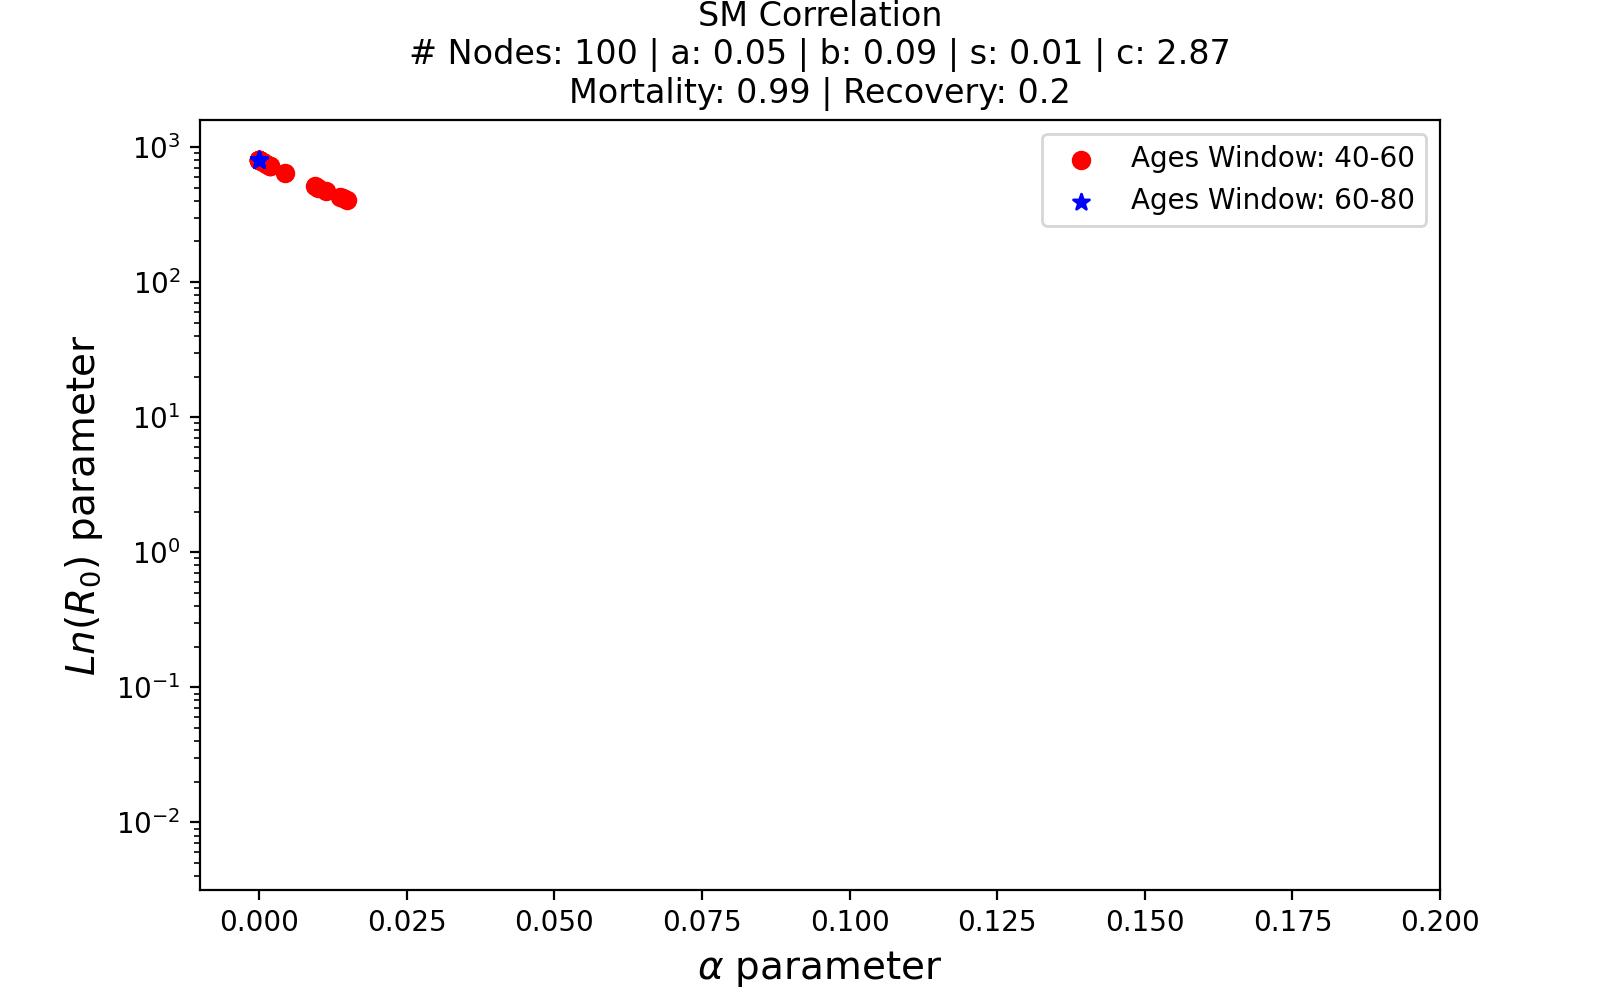 SM Correlation
# Nodes: 100 | a: 0.05 | b: 0.09 | s: 0.01 | c: 2.87
Mortality: 0.99 | Recovery: 0.2
Ages Window: 40-60
Ages Window: 60-80
10³
10²
10¹
10⁰
10⁻¹
10⁻²
Ln(R₀) parameter
0.000 0.025 0.050 0.075 0.100 0.125 0.150 0.175 0.200
α parameter